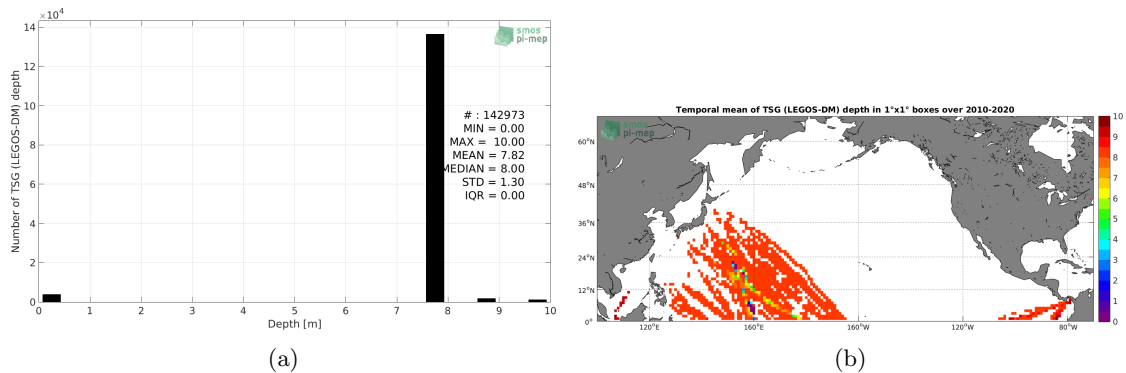 ×10⁴
14
12
10
8
6
4
2
0
Number of TSG (LEGOS-DM) depth
smos
pi-mep
# : 142973
MIN = 0.00
MAX = 10.00
MEAN = 7.82
MEDIAN = 8.00
STD = 1.30
IQR = 0.00
0 1 2 3 4 5 6 7 8 9 10
Depth [m]
(a)
Temporal mean of TSG (LEGOS-DM) depth in 1°x1° boxes over 2010-2020
smos
pi-mep
60°N
48°N
36°N
24°N
12°N
0°
120°E 160°E 160°W 120°W 80°W
10
9
8
7
6
5
4
3
2
1
0
(b)